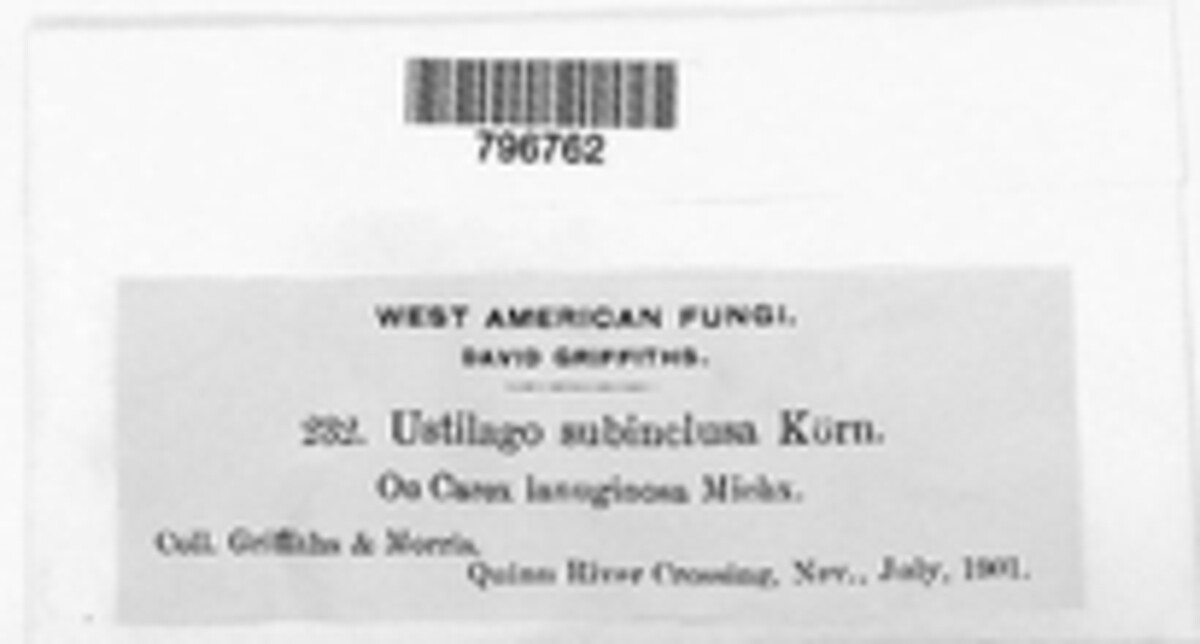 796762
WEST AMERICAN FUNGI.
DAVID GRIFFITHS.
232. Ustilago subinclusa Körn.
On Carex lanuginosa Michx.
Coll. Griffiths & Morris.
Quinn River Crossing, Nev., July, 1901.